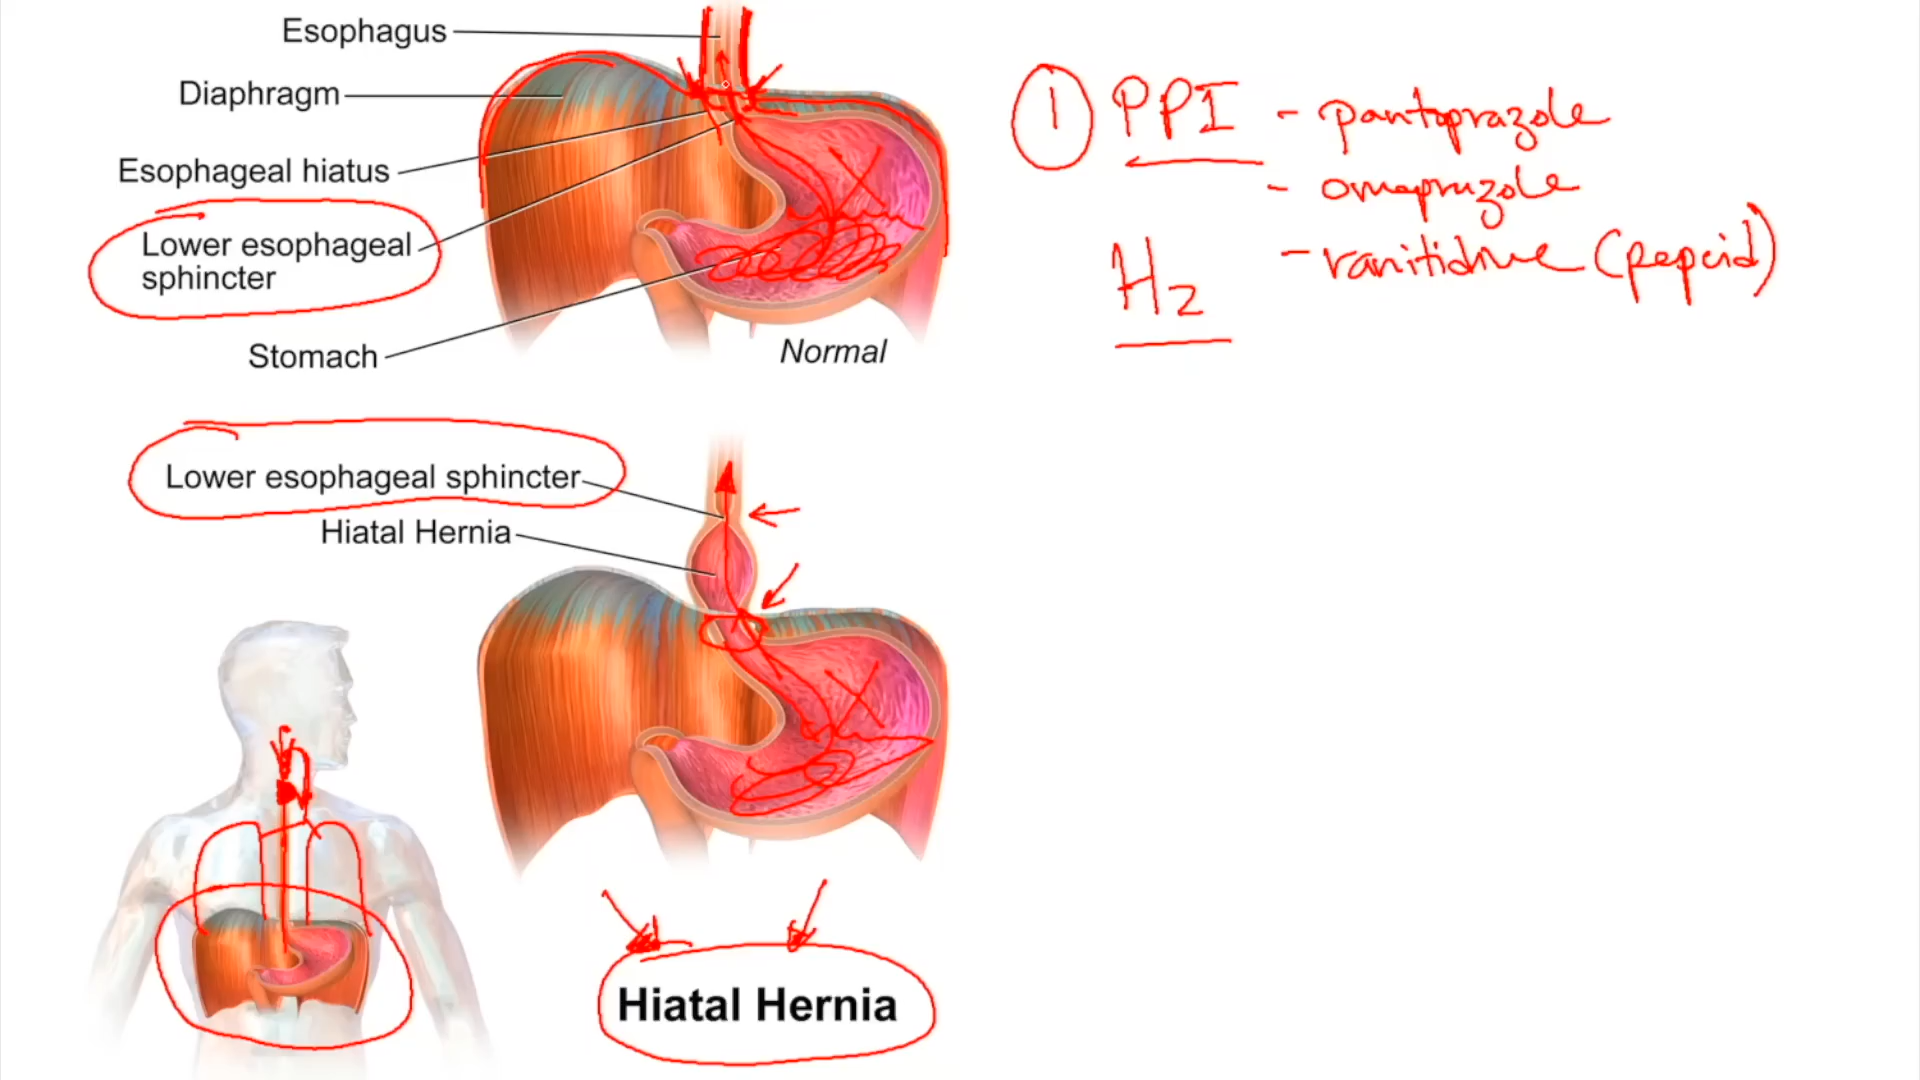 Esophagus
Diaphragm
Esophageal hiatus
Lower esophageal
sphincter
Stomach
Normal
Lower esophageal sphincter
Hiatal Hernia
Hiatal Hernia
1 PPI - pantoprazole
- omeprazole
H2 - ranitidine (pepcid)